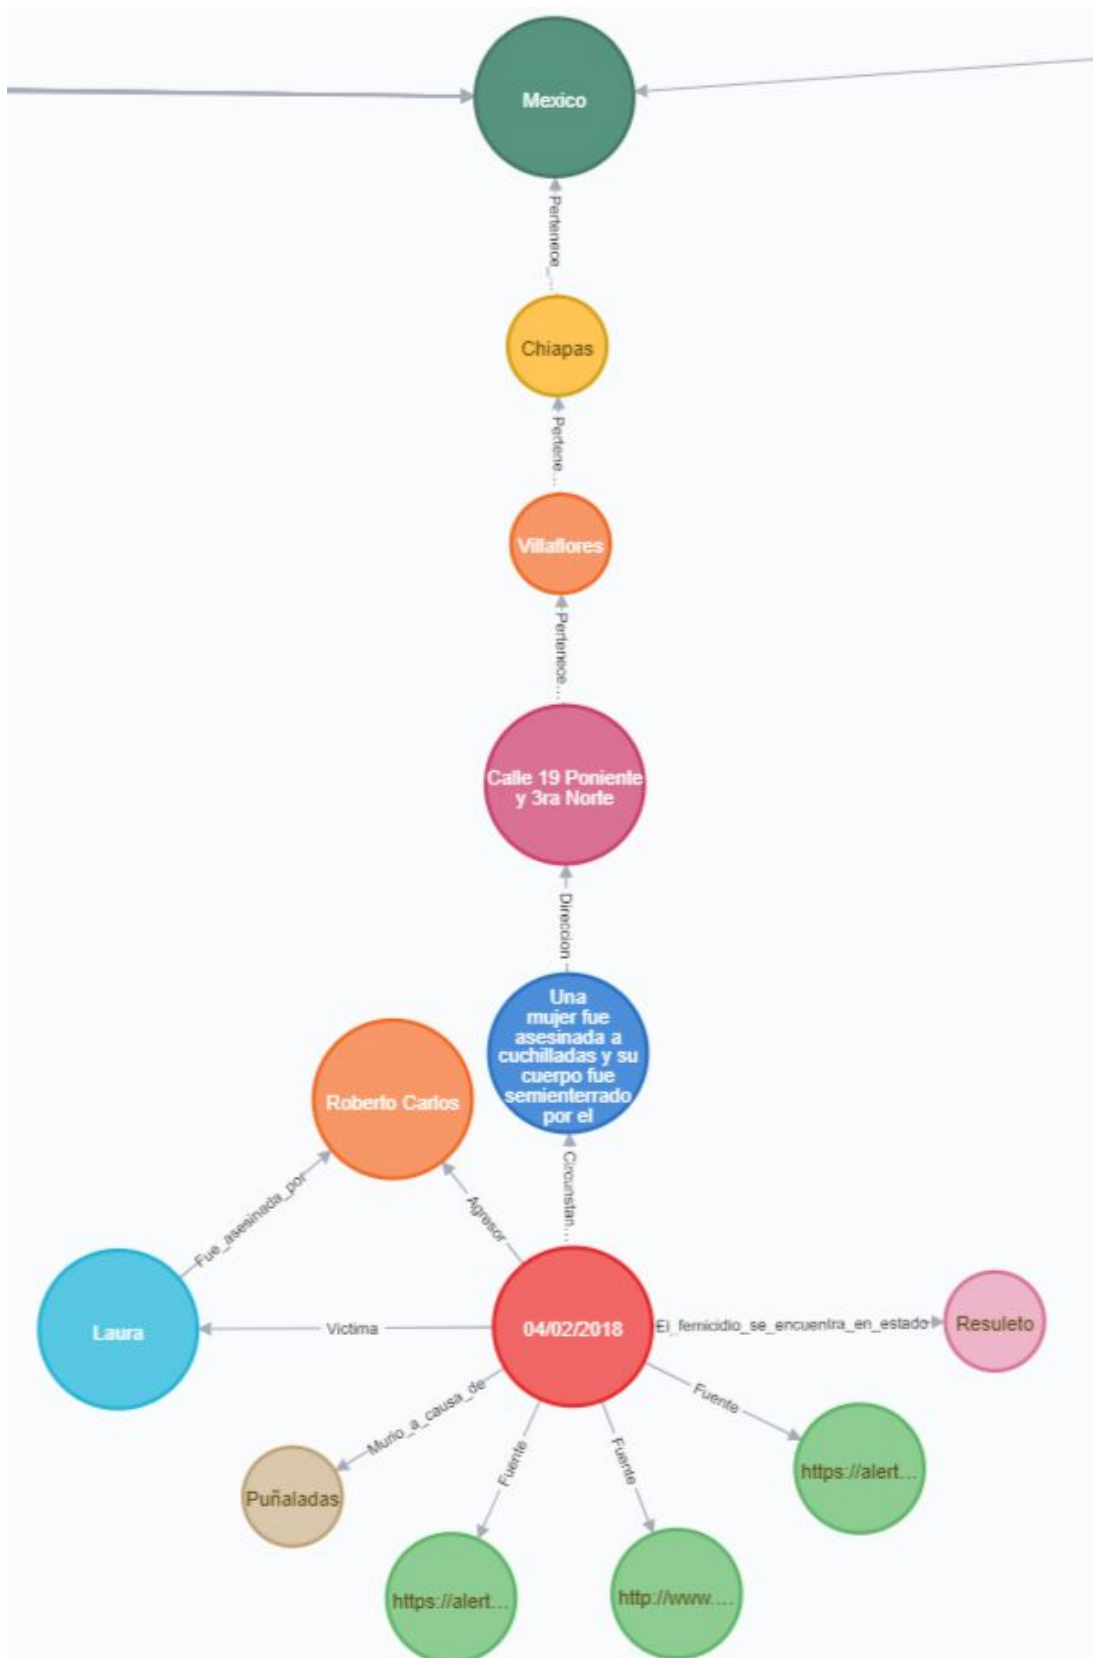 Mexico
Pertenece_...
Chiapas
Pertene...
Villaflores
Pertenece...
Calle 19 Poniente
y 3ra Norte
Direccion
Una
mujer fue
asesinada a
cuchilladas y su
cuerpo fue
semienterrado
por el
Roberto Carlos
Circunstan...
Fue_asesinada_por
Agresor
Laura
Victima
04/02/2018
El_femicidio_se_encuentra_en_estado
Resuleto
Murio_a_causa_de
Fuente
Fuente
Fuente
Puñaladas
https://alert...
https://alert...
http://www....